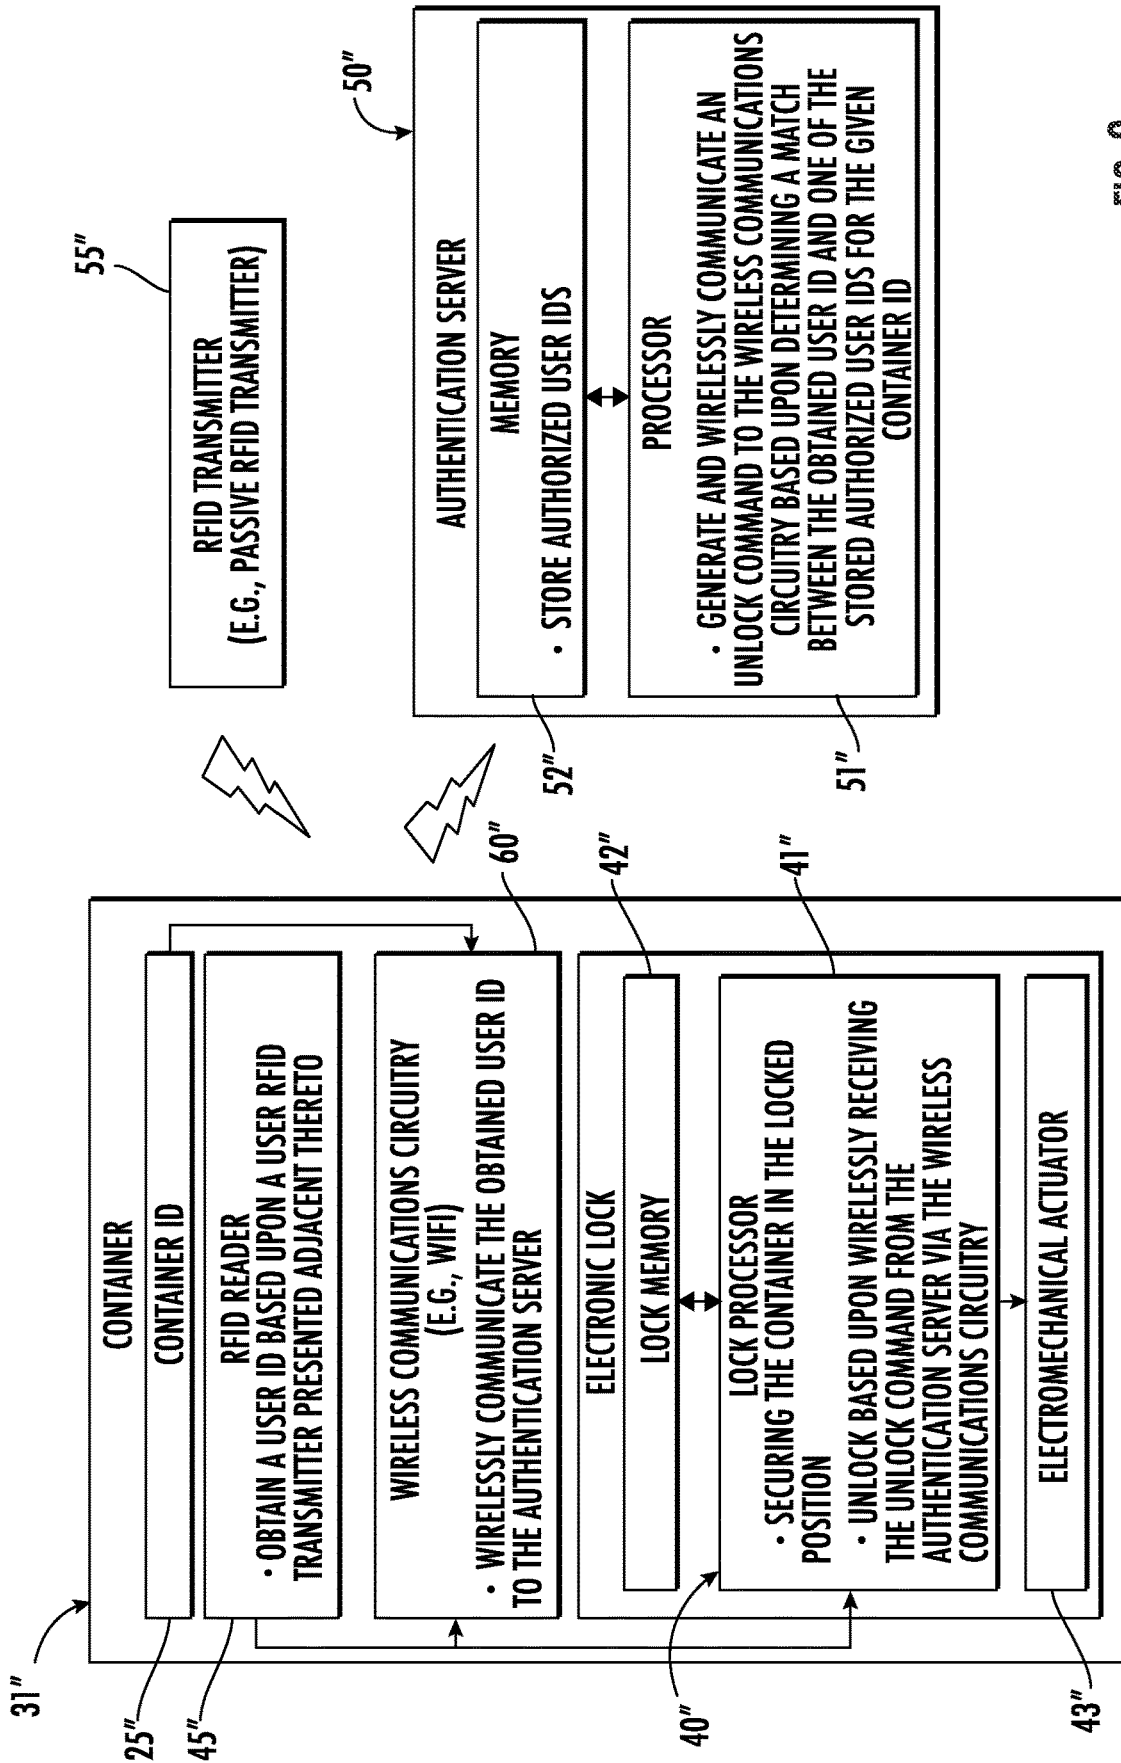 31"
CONTAINER
25"
CONTAINER ID
45"
RFID READER
• OBTAIN A USER ID BASED UPON A USER RFID
TRANSMITTER PRESENTED ADJACENT THERETO
WIRELESS COMMUNICATIONS CIRCUITRY
(E.G., WIFI)
• WIRELESSLY COMMUNICATE THE OBTAINED USER ID
TO THE AUTHENTICATION SERVER
60"
ELECTRONIC LOCK
40"
LOCK MEMORY
42"
LOCK PROCESSOR
• SECURING THE CONTAINER IN THE LOCKED
POSITION
• UNLOCK BASED UPON WIRELESSLY RECEIVING
THE UNLOCK COMMAND FROM THE
AUTHENTICATION SERVER VIA THE WIRELESS
COMMUNICATIONS CIRCUITRY
41"
ELECTROMECHANICAL ACTUATOR
43"
55"
RFID TRANSMITTER
(E.G., PASSIVE RFID TRANSMITTER)
50"
AUTHENTICATION SERVER
MEMORY
• STORE AUTHORIZED USER IDS
52"
PROCESSOR
• GENERATE AND WIRELESSLY COMMUNICATE AN
UNLOCK COMMAND TO THE WIRELESS COMMUNICATIONS
CIRCUITRY BASED UPON DETERMINING A MATCH
BETWEEN THE OBTAINED USER ID AND ONE OF THE
STORED AUTHORIZED USER IDS FOR THE GIVEN
CONTAINER ID
51"